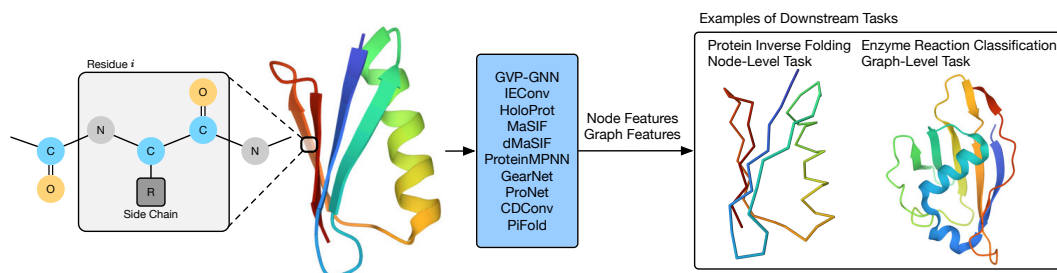 Examples of Downstream Tasks
Residue i
O
N
C
C
N
C
O
R
Side Chain
GVP-GNN
IEConv
HoloProt
MaSIF
dMaSIF
ProteinMPNN
GearNet
ProNet
CDConv
PiFold
Node Features
Graph Features
Protein Inverse Folding
Node-Level Task
Enzyme Reaction Classification
Graph-Level Task